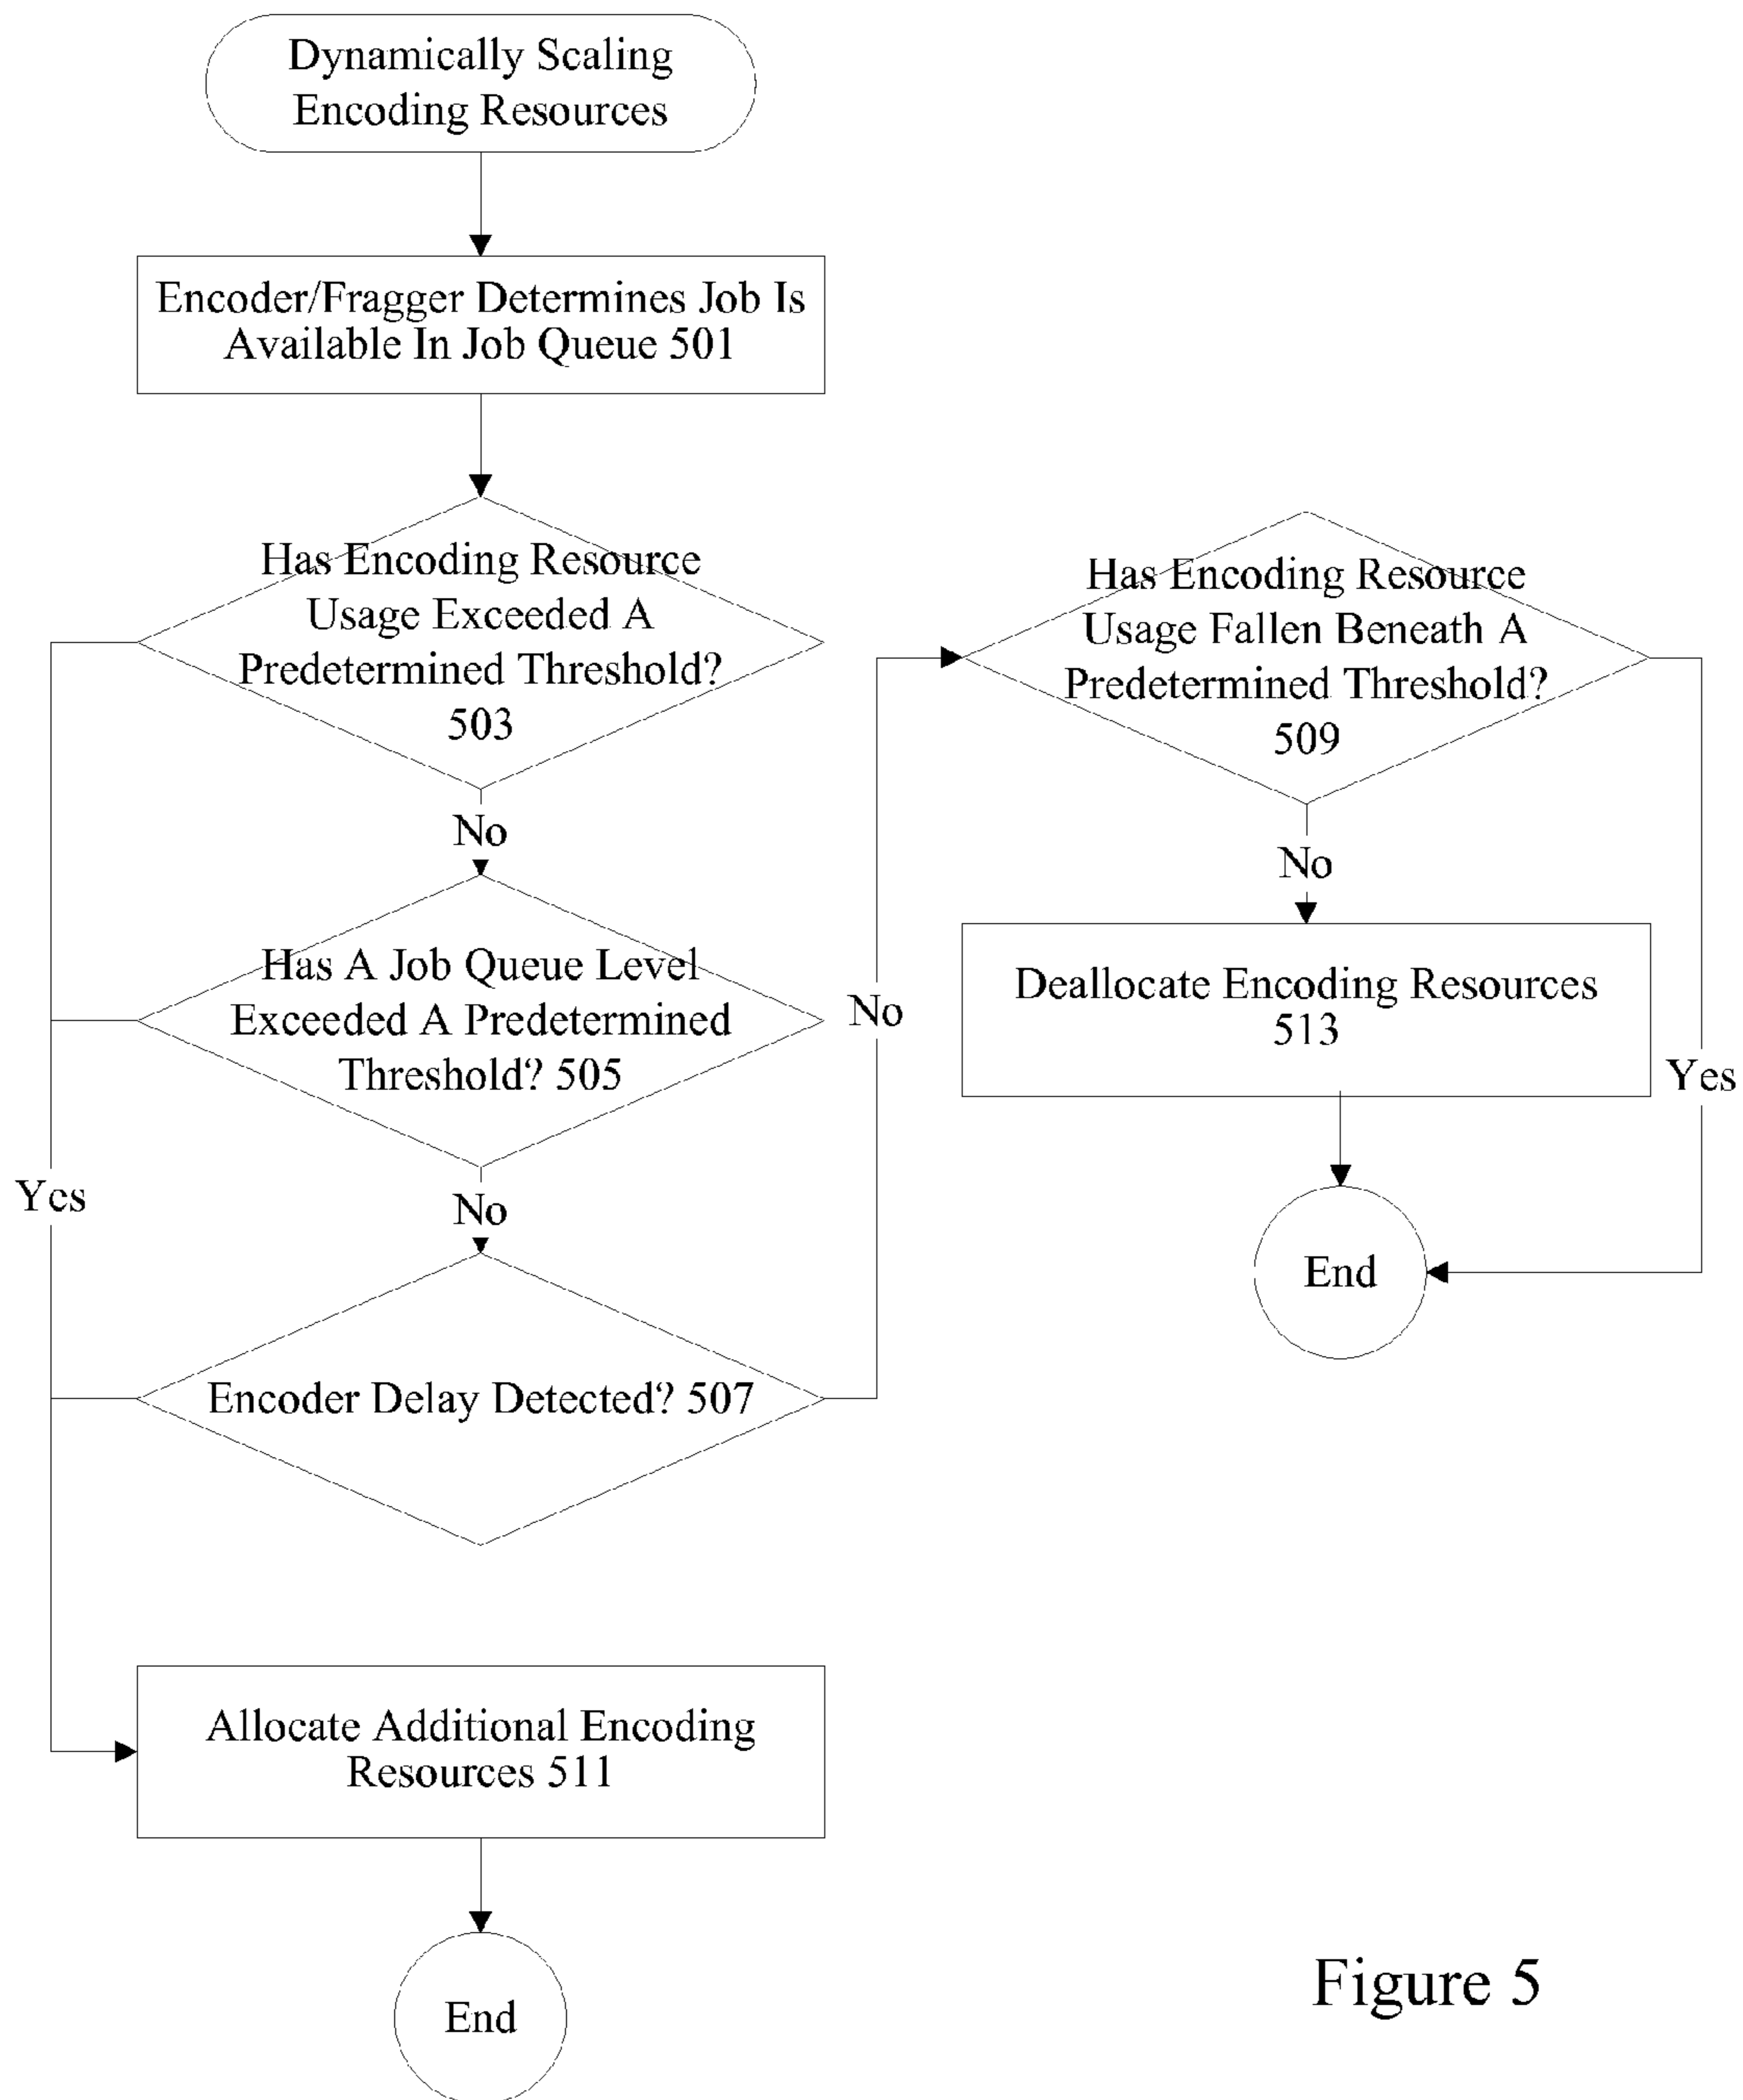 Dynamically Scaling
Encoding Resources
Encoder/Fragger Determines Job Is
Available In Job Queue 501
Has Encoding Resource
Usage Exceeded A
Predetermined Threshold?
503
No
Has A Job Queue Level
Exceeded A Predetermined
Threshold? 505
Yes
No
Encoder Delay Detected? 507
Allocate Additional Encoding
Resources 511
End
No
Has Encoding Resource
Usage Fallen Beneath A
Predetermined Threshold?
509
No
Deallocate Encoding Resources
513
Yes
End
Figure 5